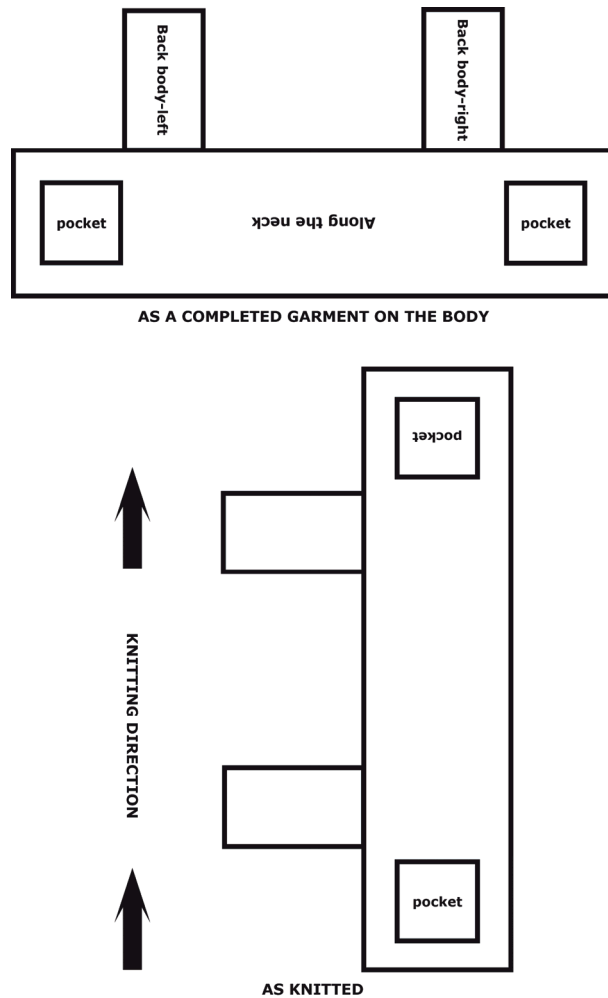 Back body-left
Back body-right
pocket
Along the neck
pocket
AS A COMPLETED GARMENT ON THE BODY
pocket
KNITTING DIRECTION
pocket
AS KNITTED